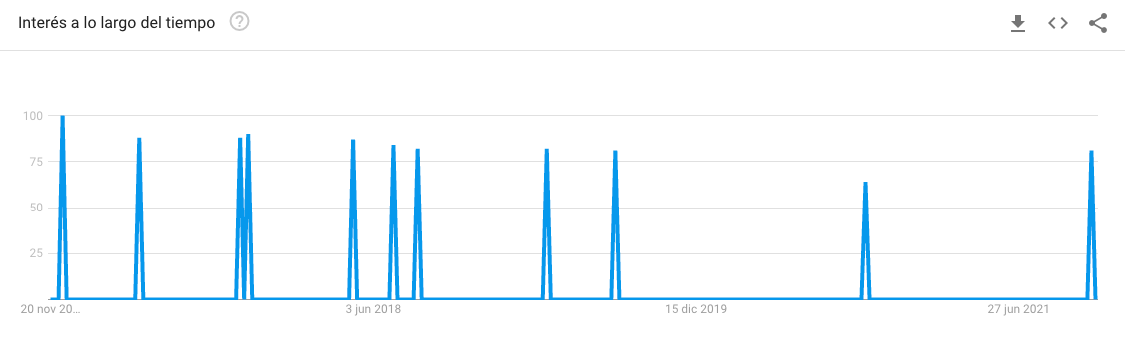 Interés a lo largo del tiempo
100
75
50
25
20 nov 20...
3 jun 2018
15 dic 2019
27 jun 2021